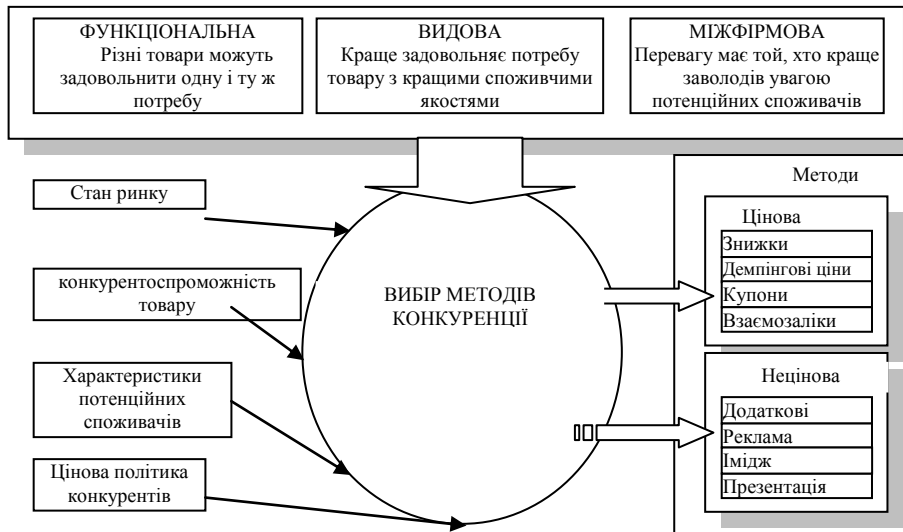 ФУНКЦІОНАЛЬНА
Різні товари можуть
задовольнити одну і ту ж
потребу
ВИДОВА
Краще задовольняє потребу
товару з кращими споживчими
якостями
МІЖФІРМОВА
Перевагу має той, хто краще
заволодів увагою
потенційних споживачів
Стан ринку
конкурентоспроможність
товару
Характеристики
потенційних
споживачів
Цінова політика
конкурентів
ВИБІР МЕТОДІВ
КОНКУРЕНЦІЇ
Методи
Цінова
Знижки
Демпінгові ціни
Купони
Взаємозаліки
Нецінова
Додаткові
Реклама
Імідж
Презентація